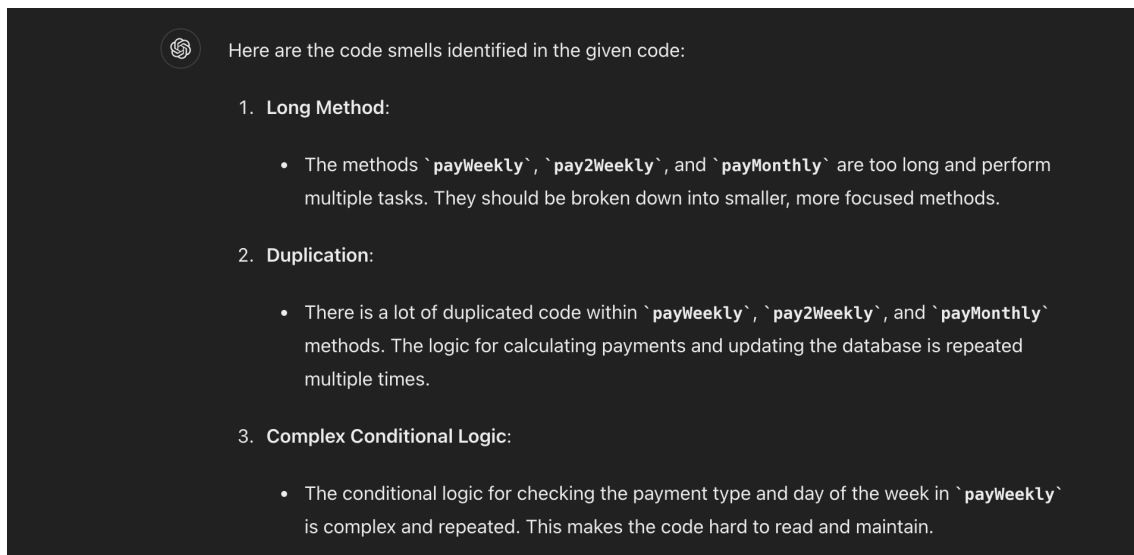 Here are the code smells identified in the given code:
1. Long Method:
• The methods `payWeekly`, `pay2Weekly`, and `payMonthly` are too long and perform
multiple tasks. They should be broken down into smaller, more focused methods.
2. Duplication:
• There is a lot of duplicated code within `payWeekly`, `pay2Weekly`, and `payMonthly`
methods. The logic for calculating payments and updating the database is repeated
multiple times.
3. Complex Conditional Logic:
• The conditional logic for checking the payment type and day of the week in `payWeekly`
is complex and repeated. This makes the code hard to read and maintain.